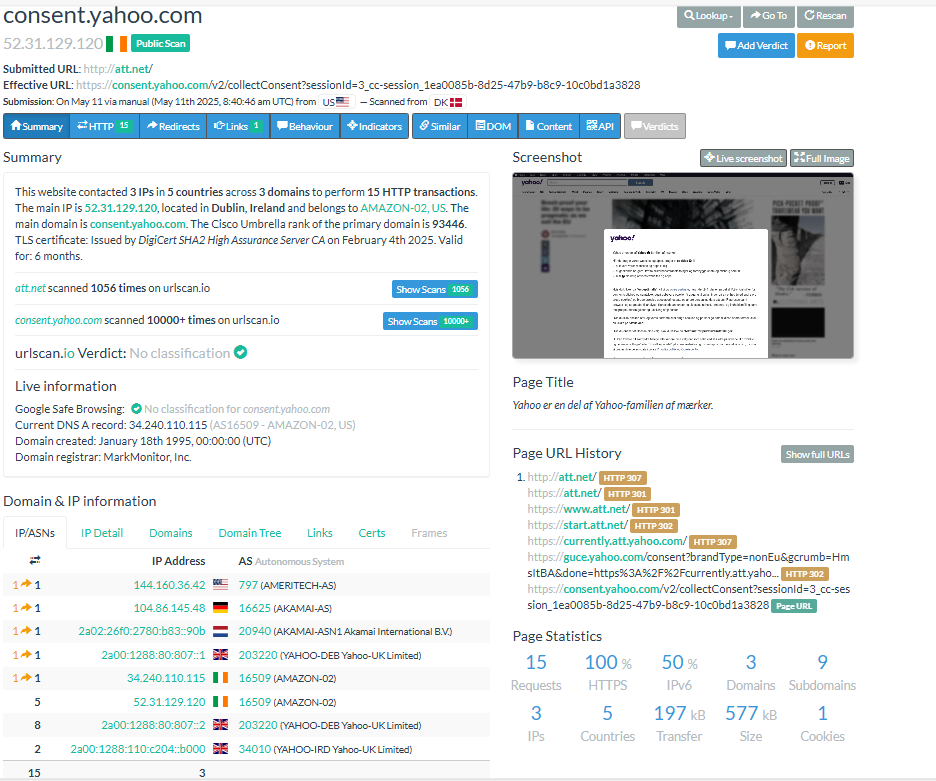 consent.yahoo.com
Lookup
Go To
Rescan
52.31.129.120
Public Scan
Add Verdict
Report
Submitted URL: http://att.net/
Effective URL: https://consent.yahoo.com/v2/collectConsent?sessionId=3_cc-session_1ea0085b-8d25-47b9-b8c9-10c0bd1a3828
Submission: On May 11 via manual (May 11th 2025, 8:40:46 am UTC) from US — Scanned from DK
Summary HTTP 15 Redirects Links 1 Behaviour Indicators Similar DOM Content API Verdicts
Summary
This website contacted 3 IPs in 5 countries across 3 domains to perform 15 HTTP transactions.
The main IP is 52.31.129.120, located in Dublin, Ireland and belongs to AMAZON-02, US. The
main domain is consent.yahoo.com. The Cisco Umbrella rank of the primary domain is 93446.
TLS certificate: Issued by DigiCert SHA2 High Assurance Server CA on February 4th 2025. Valid
for: 6 months.
att.net scanned 1056 times on urlscan.io
Show Scans 1056
consent.yahoo.com scanned 10000+ times on urlscan.io
Show Scans 10000+
urlscan.io Verdict: No classification
Live information
Google Safe Browsing: No classification for consent.yahoo.com
Current DNS A record: 34.240.110.115 (AS16509 - AMAZON-02, US)
Domain created: January 18th 1995, 00:00:00 (UTC)
Domain registrar: MarkMonitor, Inc.
Domain & IP information
IP/ASNs IP Detail Domains Domain Tree Links Certs Frames
IP Address AS Autonomous System
1 1 144.160.36.42 797 (AMERITECH-AS)
1 1 104.86.145.48 16625 (AKAMAI-AS)
1 1 2a02:26f0:2780:b83::90b 20940 (AKAMAI-ASN1 Akamai International B.V.)
1 1 2a00:1288:80:807::1 203220 (YAHOO-DEB Yahoo-UK Limited)
1 1 34.240.110.115 16509 (AMAZON-02)
5 52.31.129.120 16509 (AMAZON-02)
8 2a00:1288:80:807::2 203220 (YAHOO-DEB Yahoo-UK Limited)
2 2a00:1288:110:c204::b000 34010 (YAHOO-IRD Yahoo-UK Limited)
15 3
Screenshot
Live screenshot
Full Image
yahoo!
yahoo!
Page Title
Yahoo er en del af Yahoo-familien af mærker.
Page URL History
Show full URLs
1. http://att.net/ HTTP 307
https://att.net/ HTTP 301
https://www.att.net/ HTTP 301
https://start.att.net/ HTTP 302
https://currently.att.yahoo.com/ HTTP 307
https://guce.yahoo.com/consent?brandType=nonEu&gcrumb=Hm
sItBA&done=https%3A%2F%2Fcurrently.att.yaho... HTTP 302
https://consent.yahoo.com/v2/collectConsent?sessionId=3_cc-ses
sion_1ea0085b-8d25-47b9-b8c9-10c0bd1a3828 Page URL
Page Statistics
15 100 % 50 % 3 9
Requests HTTPS IPv6 Domains Subdomains
3 5 197 kB 577 kB 1
IPs Countries Transfer Size Cookies